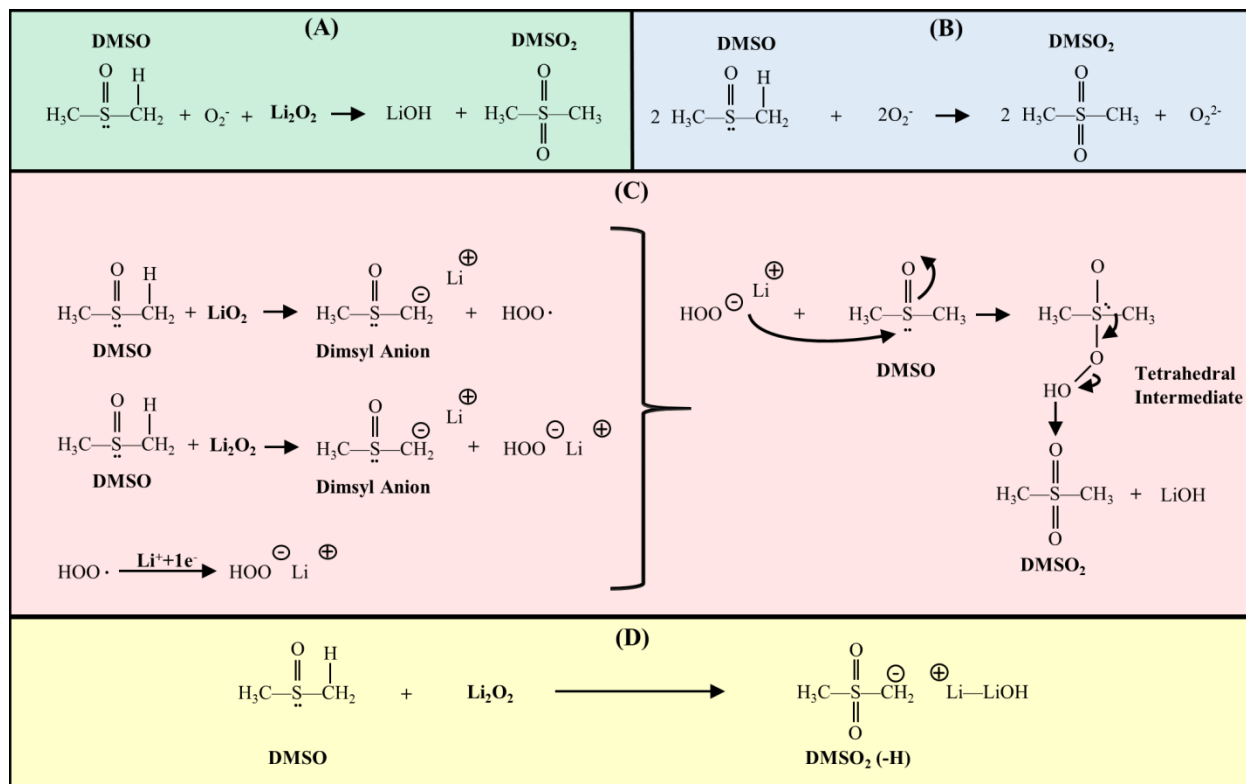 (A)
DMSO DMSO₂
O H O
H₃C—S—CH₂ + O₂⁻ + Li₂O₂ LiOH + H₃C—S—CH₃
O
(B)
DMSO DMSO₂
O H O
2 H₃C—S—CH₂ + 2O₂⁻ 2 H₃C—S—CH₃ + O₂²⁻
O
(C)
O H O Li ⊕
H₃C—S—CH₂ + LiO₂ H₃C—S—CH₂ ⊖ + HOO·
DMSO Dimsyl Anion
O H O Li ⊕
H₃C—S—CH₂ + Li₂O₂ H₃C—S—CH₂ ⊖ + HOO ⊖ Li ⊕
DMSO Dimsyl Anion
HOO· Li⁺+1e⁻ HOO ⊖ Li ⊕
Li ⊕ O O
HOO ⊖ + H₃C—S—CH₃ H₃C—S—CH₃
DMSO O
HO
Tetrahedral
Intermediate
O
H₃C—S—CH₃ + LiOH
O
DMSO₂
(D)
O H O
H₃C—S—CH₂ + Li₂O₂ H₃C—S—CH₂ ⊖ ⊕ Li—LiOH
O
DMSO DMSO₂ (-H)